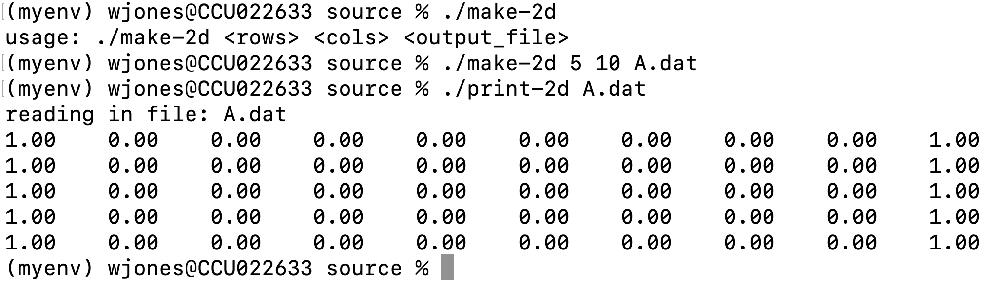 (myenv) wjones@CCU022633 source % ./make-2d
usage: ./make-2d <rows> <cols> <output_file>
(myenv) wjones@CCU022633 source % ./make-2d 5 10 A.dat
(myenv) wjones@CCU022633 source % ./print-2d A.dat
reading in file: A.dat
1.00    0.00    0.00    0.00    0.00    0.00    0.00    0.00    0.00    1.00
1.00    0.00    0.00    0.00    0.00    0.00    0.00    0.00    0.00    1.00
1.00    0.00    0.00    0.00    0.00    0.00    0.00    0.00    0.00    1.00
1.00    0.00    0.00    0.00    0.00    0.00    0.00    0.00    0.00    1.00
1.00    0.00    0.00    0.00    0.00    0.00    0.00    0.00    0.00    1.00
(myenv) wjones@CCU022633 source %